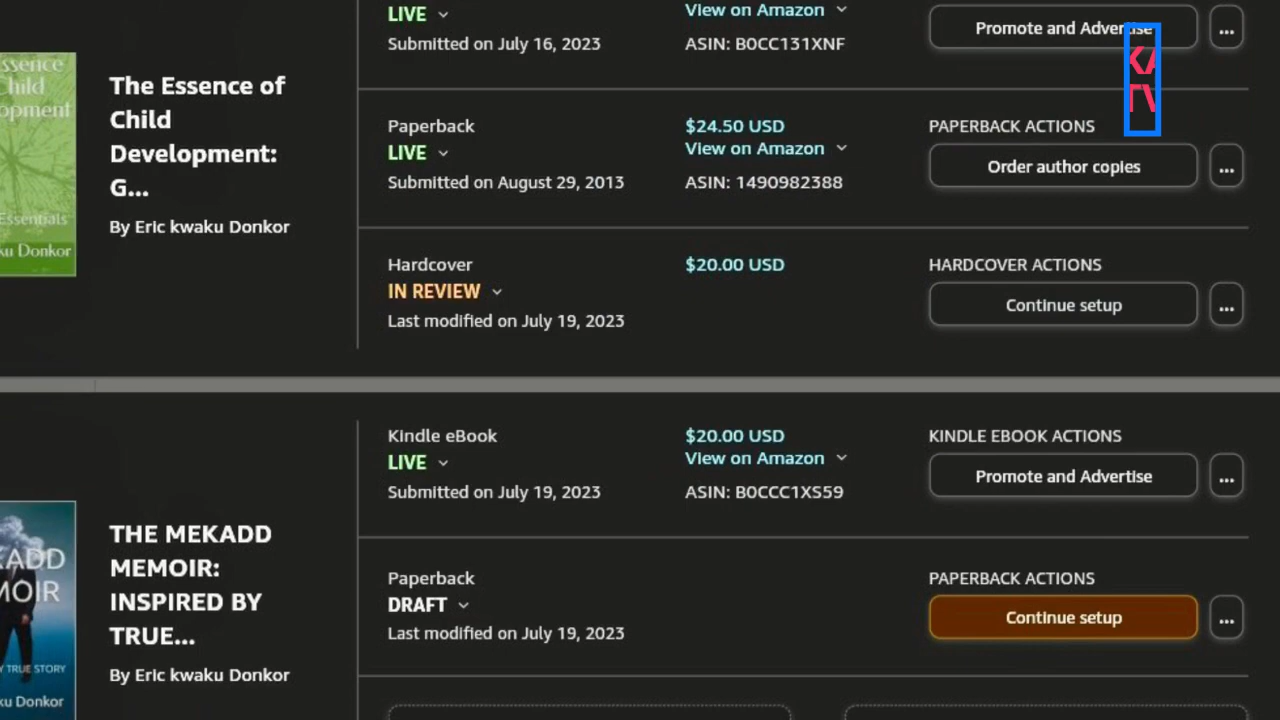 LIVE
View on Amazon
Promote and Advertise
...
Submitted on July 16, 2023
ASIN: B0CC131XNF
The Essence of
Child
Development:
G...
By Eric kwaku Donkor
Paperback
$24.50 USD
PAPERBACK ACTIONS
LIVE
View on Amazon
Order author copies
...
Submitted on August 29, 2013
ASIN: 1490982388
Hardcover
$20.00 USD
HARDCOVER ACTIONS
IN REVIEW
Continue setup
...
Last modified on July 19, 2023
Kindle eBook
$20.00 USD
KINDLE EBOOK ACTIONS
LIVE
View on Amazon
Promote and Advertise
...
Submitted on July 19, 2023
ASIN: B0CCC1XS59
THE MEKADD
MEMOIR:
INSPIRED BY
TRUE...
By Eric kwaku Donkor
Paperback
PAPERBACK ACTIONS
DRAFT
Continue setup
...
Last modified on July 19, 2023
ssence
Child
opment
Essentials
ku Donkor
KADD
MOIR
Y TRUE STORY
ku Donkor